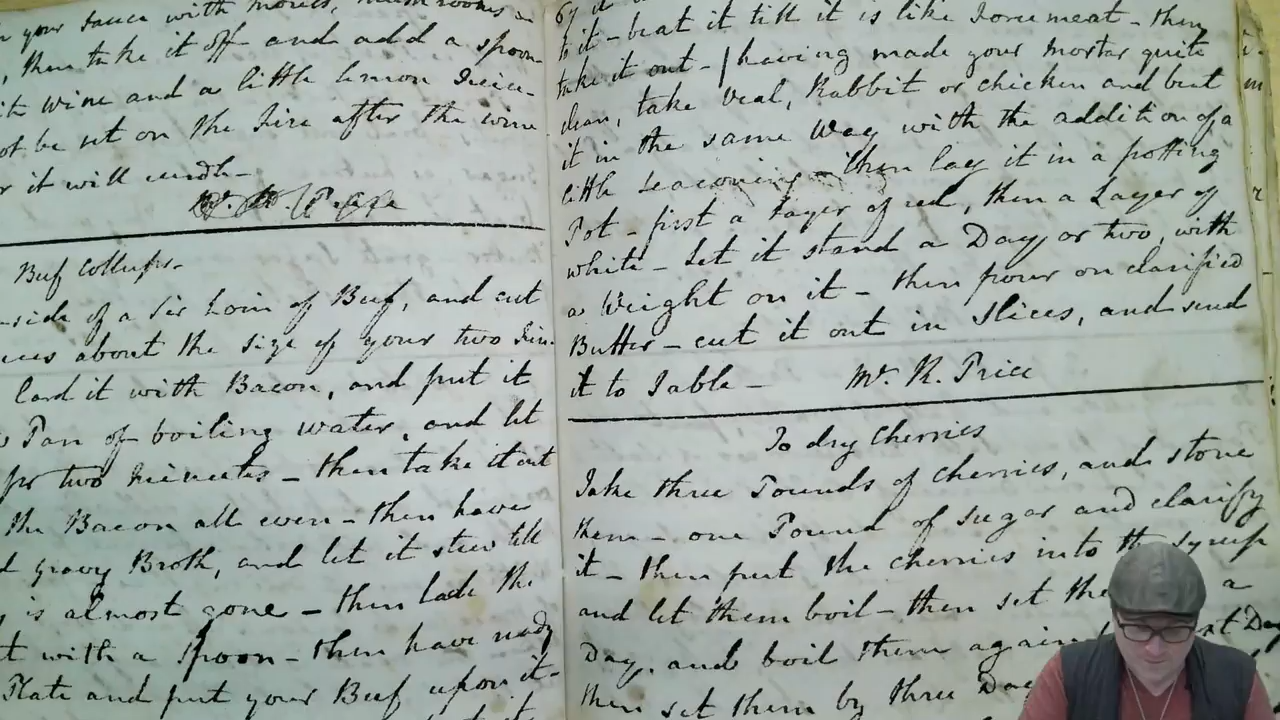 your sauce with morels, mushrooms
, then take it off and add a spoon-
wine and a little lemon Juice-
not be set on the Fire after the wine
it will curdle-
Beef Collups-
side of a Sir Loin of Beef, and cut
about the size of your two
lard it with Bacon, and put it
Pan of boiling water, and let
for two Minutes - then take it out
the Bacon all even - then have
gravy Broth, and let it stew till
is almost gone - then lade the
with a Spoon - then have ready
Plate and put your Beef upon it-
to it - beat it till it is like Forcemeat - then
take it out - having made your Mortar quite
clean, take Veal, Rabbit or chicken and beat
it in the same Way with the addition of a
little seasoning - then lay it in a potting
Pot - first a Layer of red, then a Layer of
white - Let it stand a Day or two, with
a Weight on it - then pour on clarified
Butter - cut it out in Slices, and send
it to Table - Mr. R. Price
To dry Cherries
Take three Pounds of Cherries, and stone
them - one Pound of sugar and clarify
it - then put the cherries into the syrup
and let them boil - then set a
Day, and boil them again Day
then set them by three